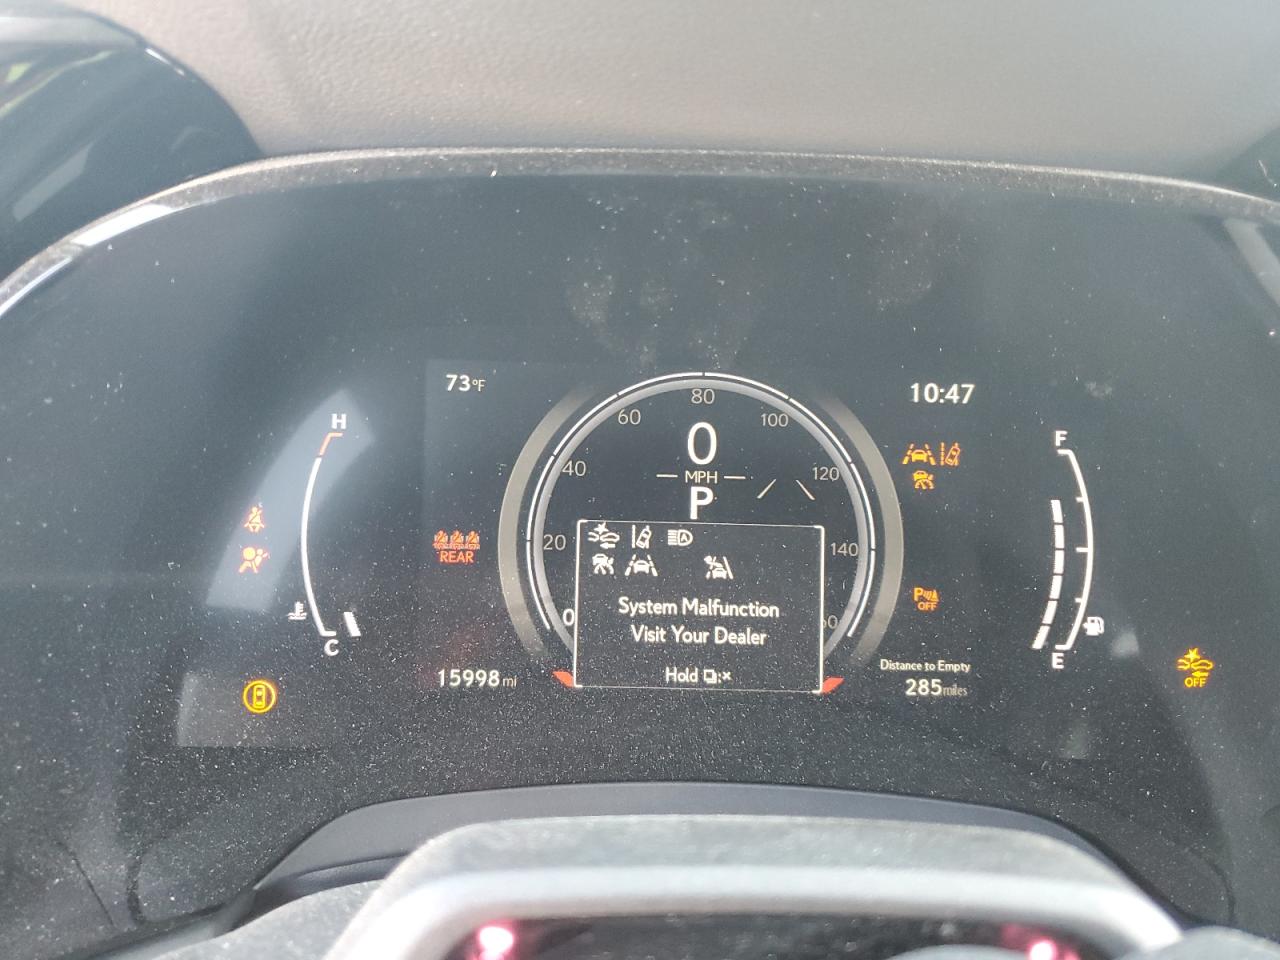 73°F
10:47
H
F
80
60
100
40
120
20
140
0
0
MPH
P
REAR
A
System Malfunction
Visit Your Dealer
Hold :×
P
OFF
C
E
15998 mi
Distance to Empty
285 miles
OFF